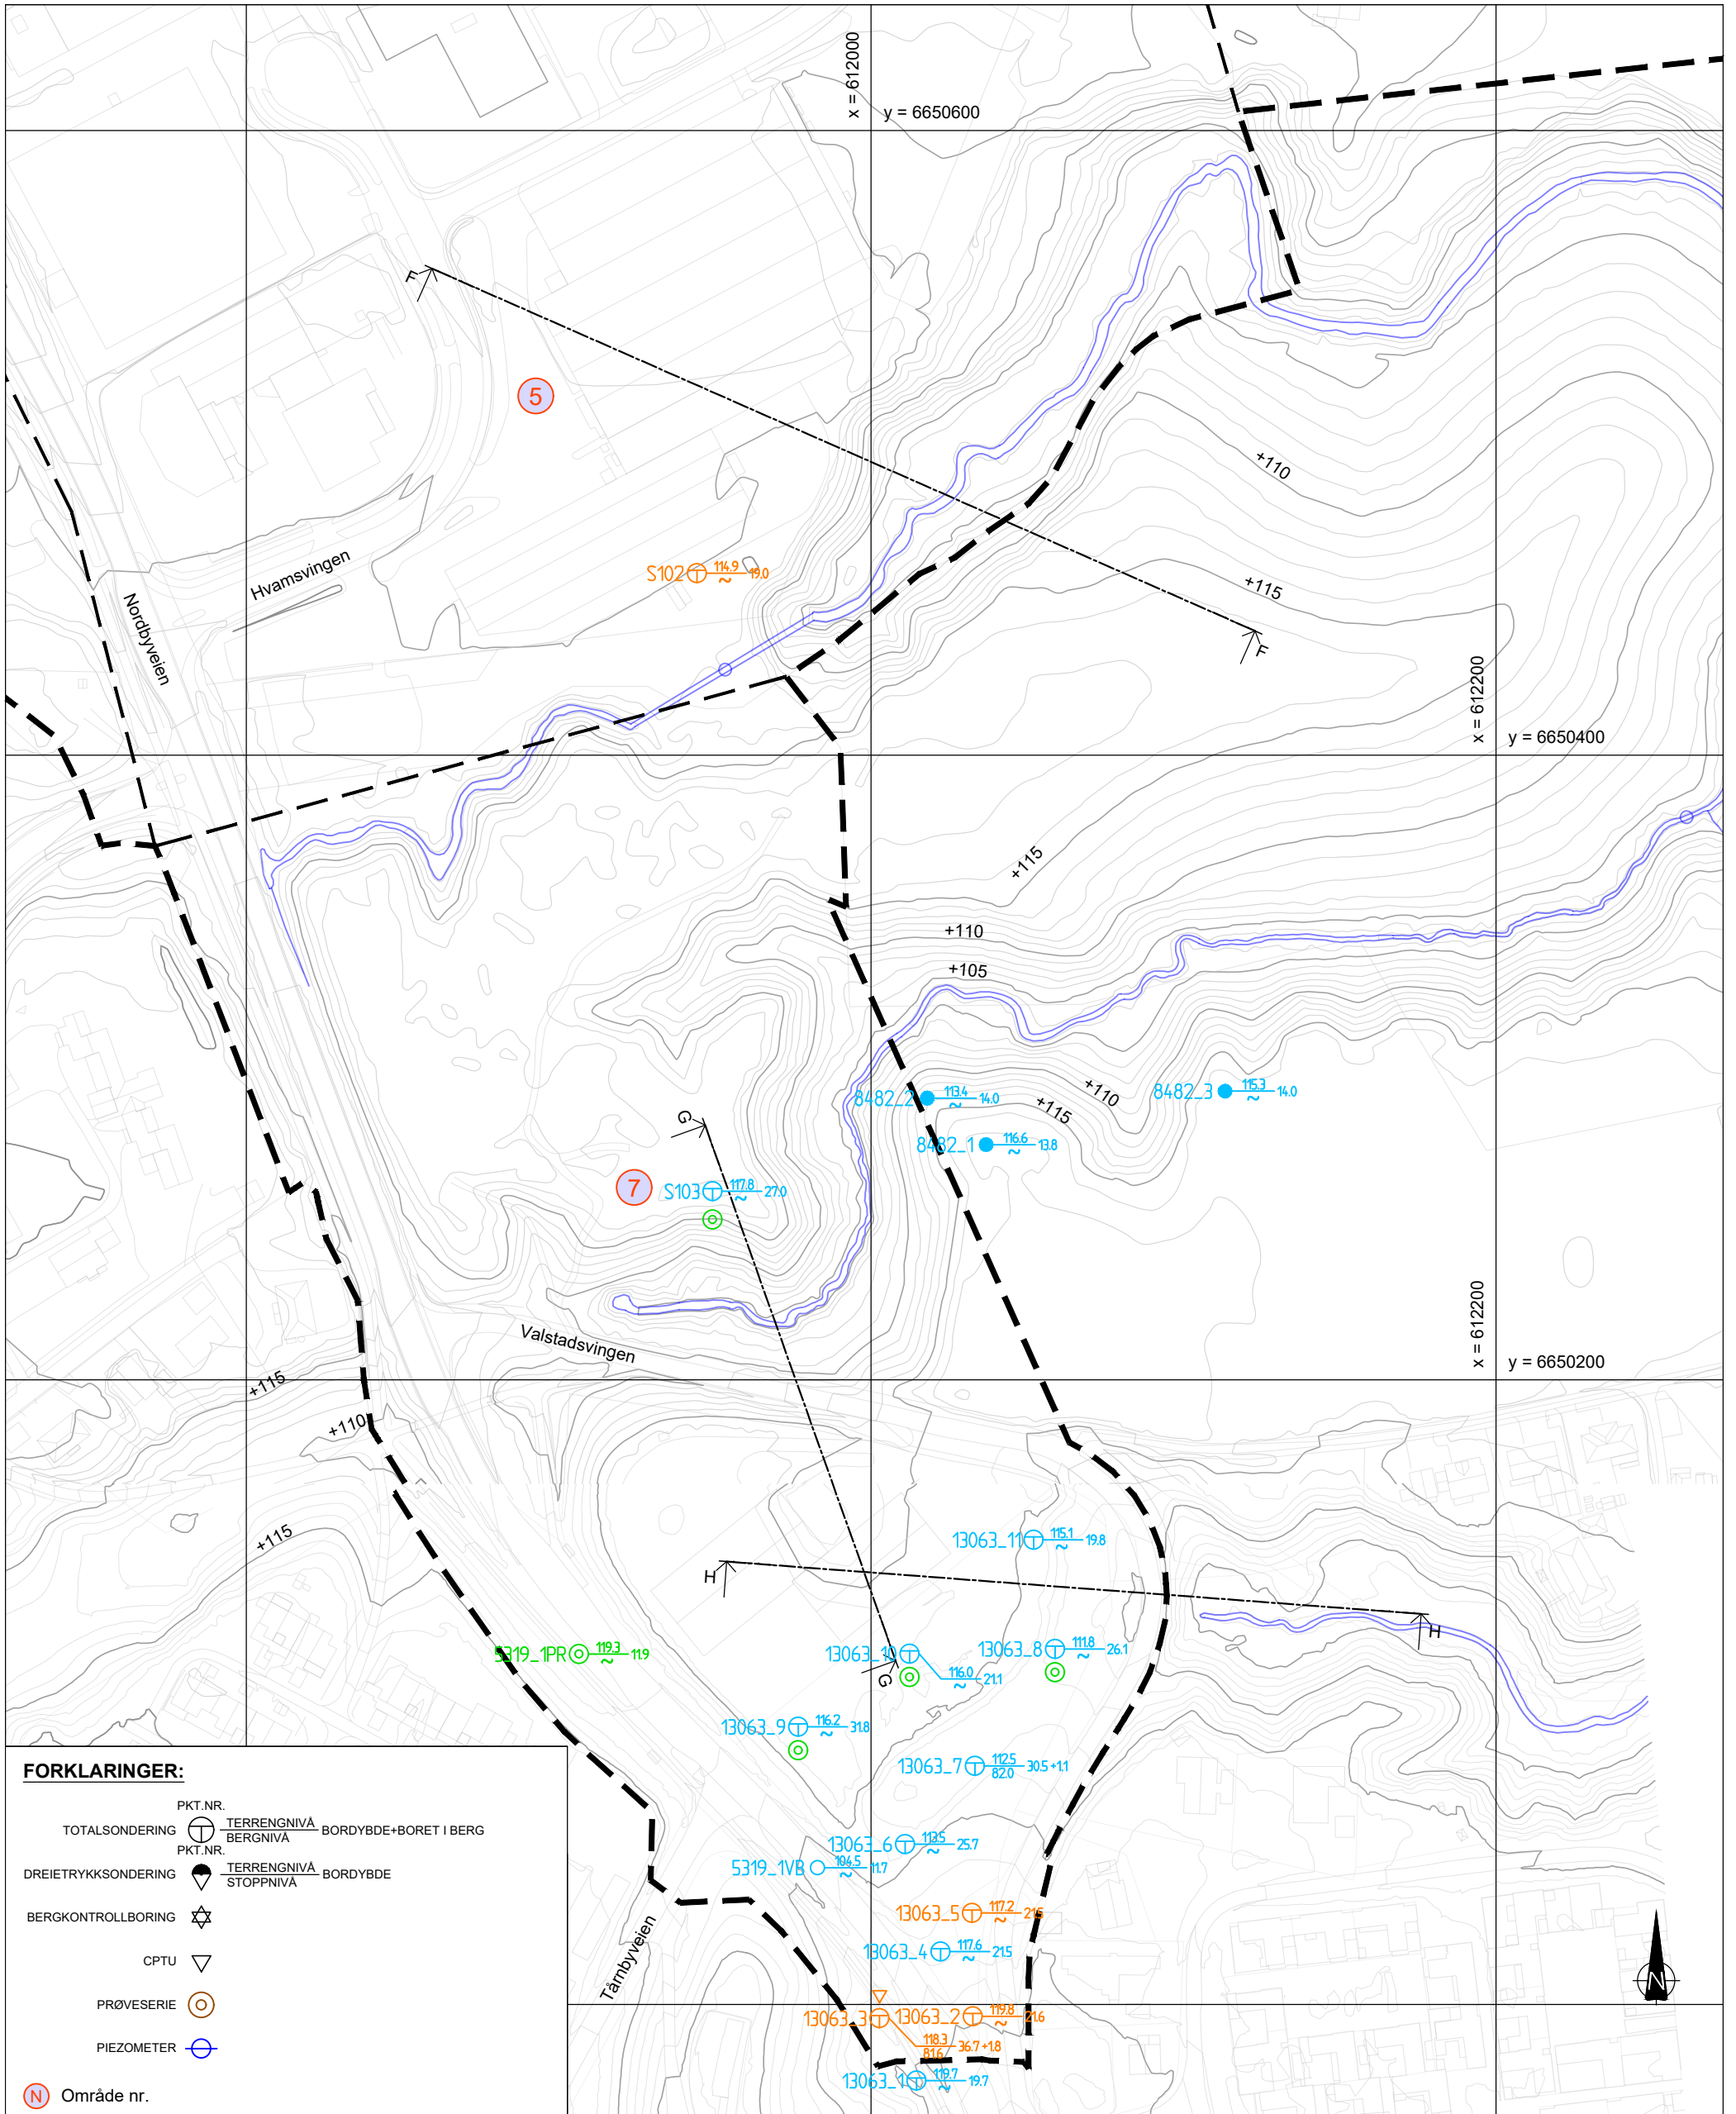 x = 612000
y = 6650600
F
5
+110
Hvamsvingen
S102
114.9
~
19.0
+115
Nordbyveien
F
x = 612200
y = 6650400
+115
+110
+105
8482_2
113.4
~
14.0
+110
+115
8482_3
115.3
~
14.0
G
8482_1
116.6
~
13.8
7
S103
117.8
~
27.0
Valstadsvingen
x = 612200
y = 6650200
+115
+110
+115
13063_11
115.1
~
19.8
H
H
5319_1PR
119.3
~
11.9
13063_10
116.0
~
21.1
G
13063_8
111.8
~
26.1
13063_9
116.2
~
31.8
13063_7
112.5
82.0
30.5 +1.1
13063_6
113.5
~
25.7
5319_1VB
104.5
~
11.7
13063_5
117.2
~
21.5
13063_4
117.6
~
21.5
Tårnbyveien
13063_3
118.3
81.6
36.7 +1.8
13063_2
119.8
~
21.6
13063_1
119.7
~
19.7
N
FORKLARINGER:
PKT.NR.
TOTALSONDERING
TERRENGNIVÅ
BERGNIVÅ
BORDYBDE+BORET I BERG
PKT.NR.
DREIETRYKKSONDERING
TERRENGNIVÅ
STOPPNIVÅ
BORDYBDE
BERGKONTROLLBORING
CPTU
PRØVESERIE
PIEZOMETER
N Område nr.